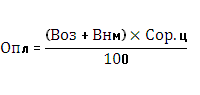 Опл = (Воз + Внм) × Сор.ц / 100